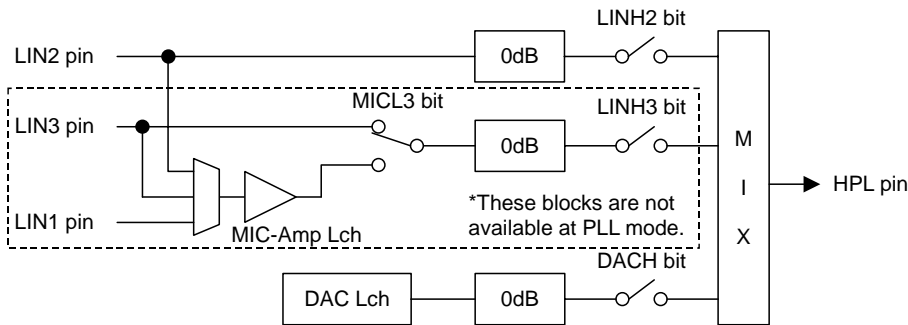 LINH2 bit
LIN2 pin
0dB
MICL3 bit
LINH3 bit
LIN3 pin
0dB
M
I
X
HPL pin
*These blocks are not
available at PLL mode.
LIN1 pin
MIC-Amp Lch
DACH bit
DAC Lch
0dB